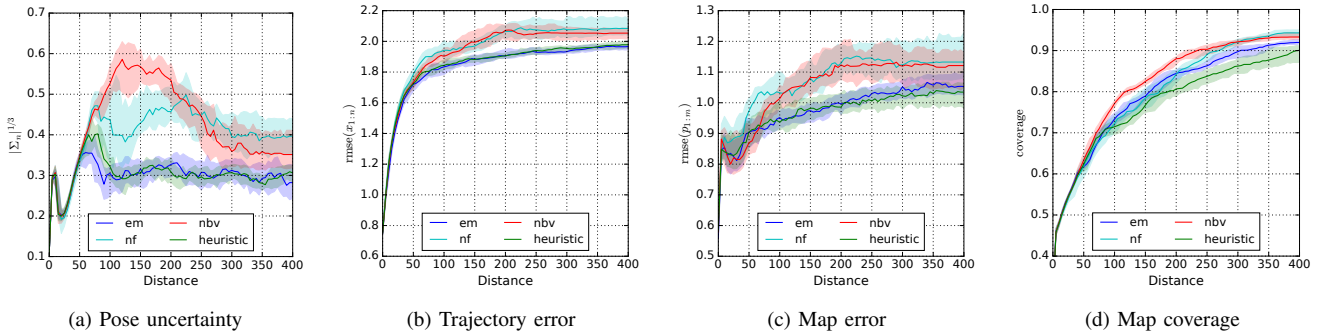 0.7
0.6
0.5
0.4
0.3
0.2
0.1
|Σn|^1/3
0 50 100 150 200 250 300 350 400
Distance
em nbv
nf heuristic
(a) Pose uncertainty
2.2
2.0
1.8
1.6
1.4
1.2
1.0
0.8
0.6
rmse(x1:n)
0 50 100 150 200 250 300 350 400
Distance
em nbv
nf heuristic
(b) Trajectory error
1.3
1.2
1.1
1.0
0.9
0.8
0.7
0.6
0.5
rmse(p1:n)
0 50 100 150 200 250 300 350 400
Distance
em nbv
nf heuristic
(c) Map error
1.0
0.9
0.8
0.7
0.6
0.5
0.4
coverage
0 50 100 150 200 250 300 350 400
Distance
em nbv
nf heuristic
(d) Map coverage